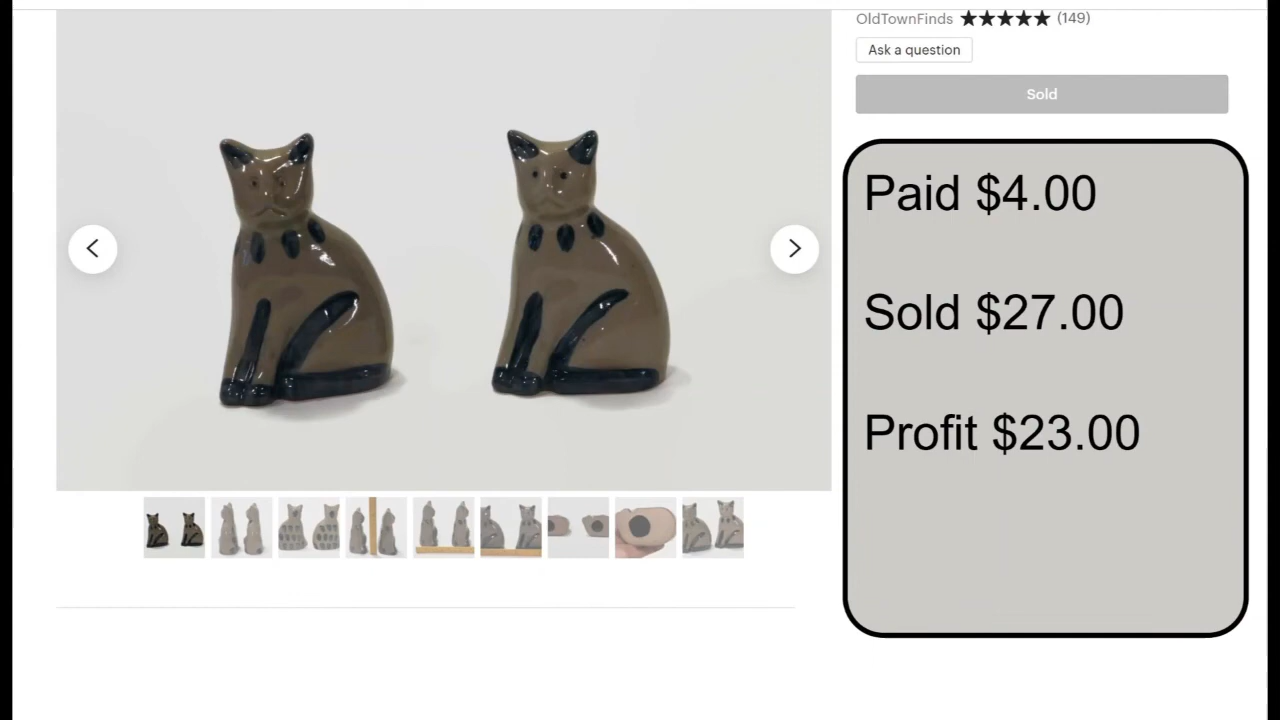 OldTownFinds ★★★★★ (149)
Ask a question
Sold
Paid $4.00
Sold $27.00
Profit $23.00